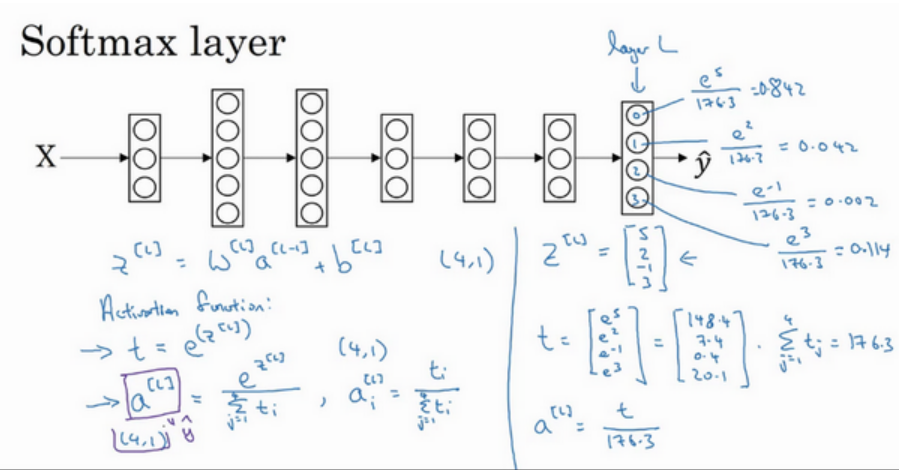 Softmax layer
layer L
X
0
1
2
3
ŷ
e^5 / 176.3 = 0.842
e^2 / 176.3 = 0.042
e^-1 / 176.3 = 0.002
e^3 / 176.3 = 0.114
z^[L] = W^[L] a^[L-1] + b^[L] (4,1)
Activation function:
→ t = e^(z^[L]) (4,1)
→ a^[L] = e^z^[L] / ∑_{j=1}^{4} t_i , a_i^[L] = t_i / ∑_{j=1}^{4} t_i
(4,1) ŷ
z^[L] = [5 2 -1 3] ←
t = [e^5 e^2 e^-1 e^3] = [148.4 7.4 0.4 20.1] . ∑_{j=1}^{4} t_j = 176.3
a^[L] = t / 176.3